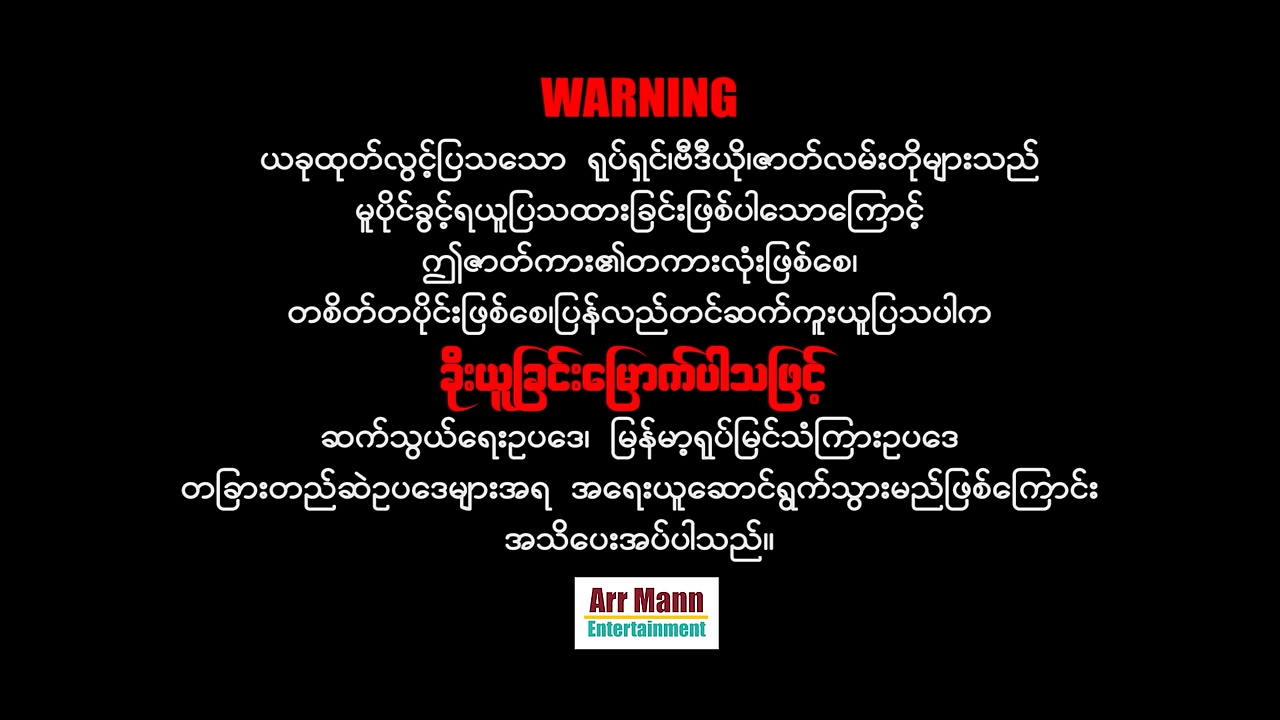 WARNING
ယခုထုတ်လွှင့်ပြသသော ရုပ်ရှင်၊ဗီဒီယို၊ဇာတ်လမ်းတိုများသည်
မူပိုင်ခွင့်ရယူပြသထားခြင်းဖြစ်ပါသောကြောင့်
ဤဇာတ်ကား၏တကားလုံးဖြစ်စေ၊
တစိတ်တပိုင်းဖြစ်စေ၊ပြန်လည်တင်ဆက်ကူးယူပြသပါက
ခိုးယူခြင်းမြောက်ပါသဖြင့်
ဆက်သွယ်ရေးဥပဒေ၊ မြန်မာ့ရုပ်မြင်သံကြားဥပဒေ
တခြားတည်ဆဲဥပဒေများအရ အရေးယူဆောင်ရွက်သွားမည်ဖြစ်ကြောင်း
အသိပေးအပ်ပါသည်။
Arr Mann
Entertainment